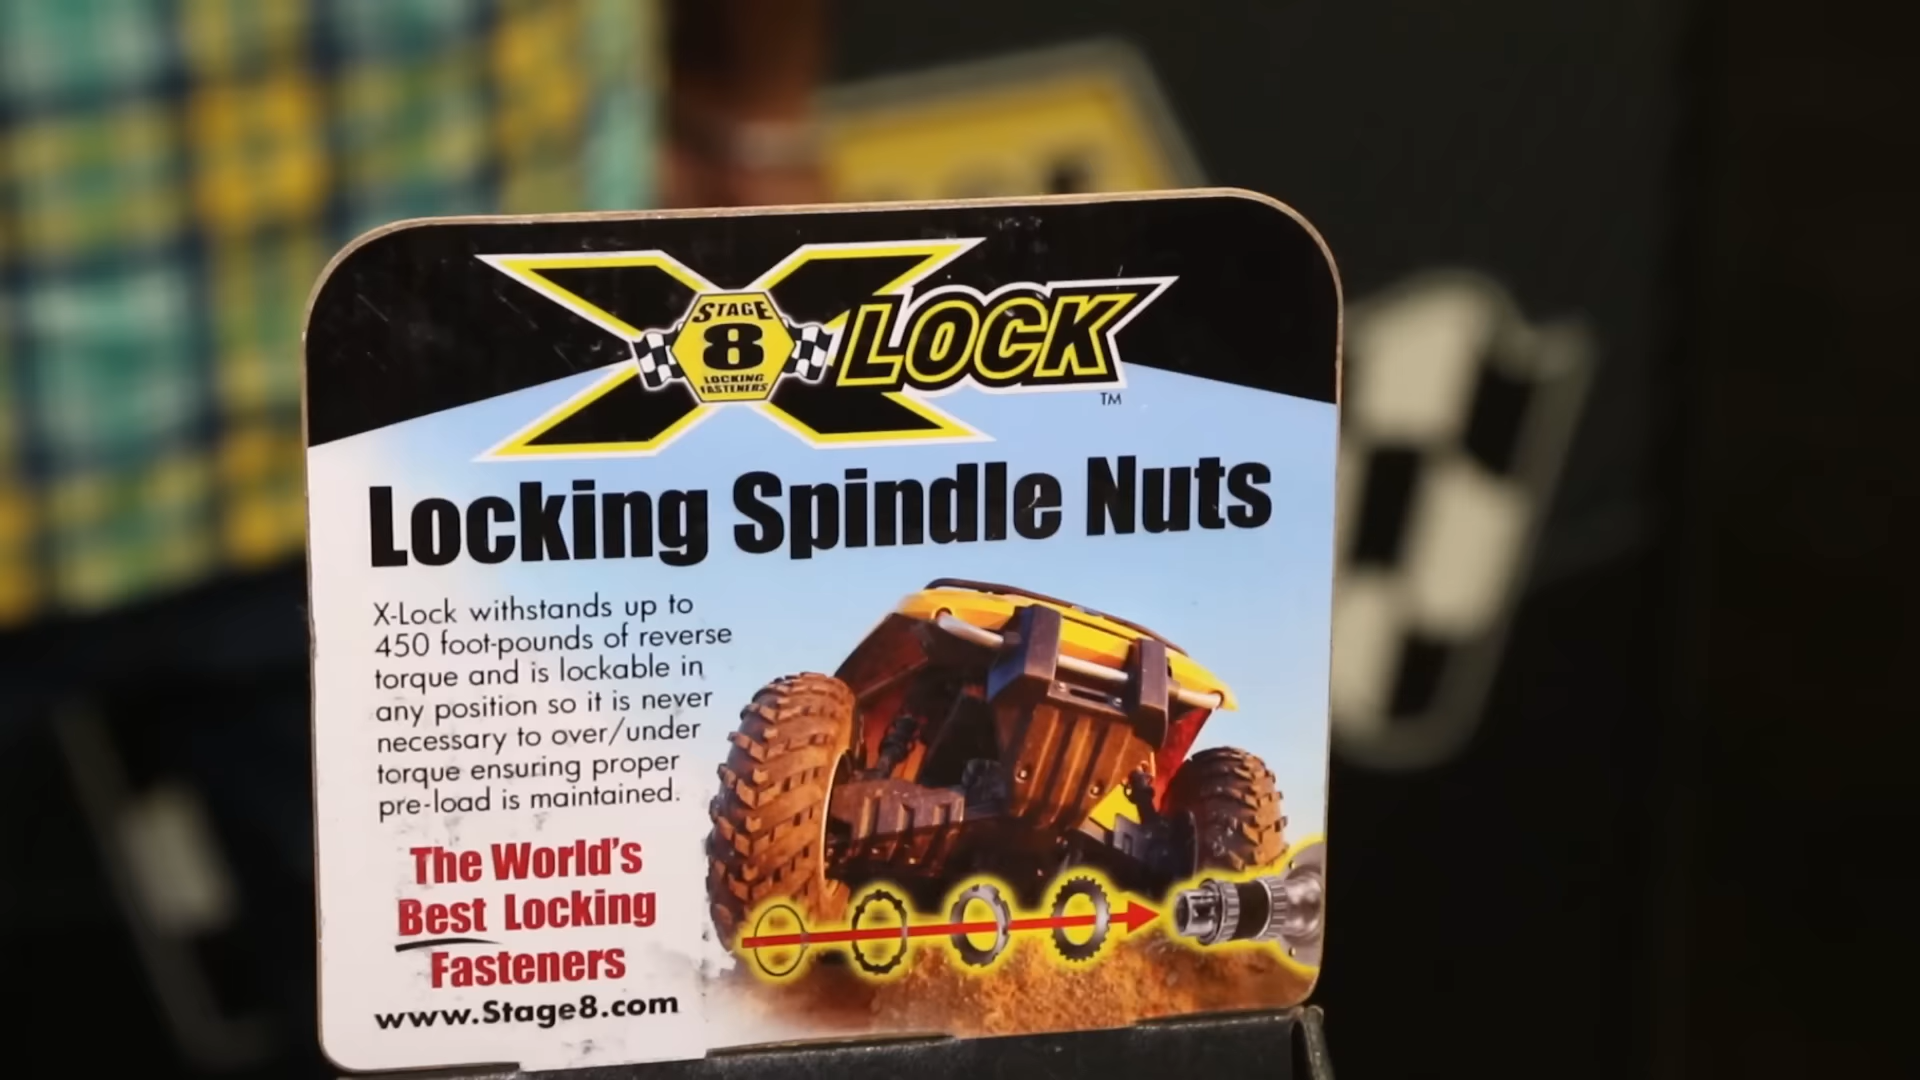 STAGE
8
LOCKING
FASTENERS
LOCK
TM
Locking Spindle Nuts
X-Lock withstands up to
450 foot-pounds of reverse
torque and is lockable in
any position so it is never
necessary to over/under
torque ensuring proper
pre-load is maintained.
The World's
Best Locking
Fasteners
www.Stage8.com